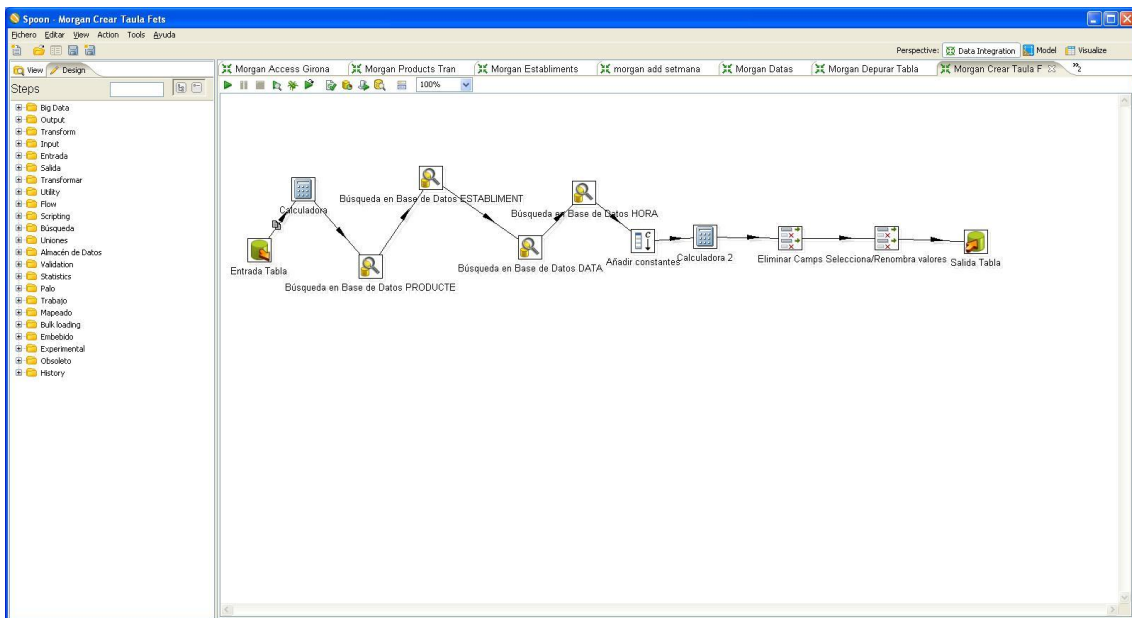 Spoon - Morgan Crear Taula Fets
Fichero Editar View Action Tools Ayuda
Perspective: Data Integration Model Visualize
View Design
Morgan Access Girona Morgan Products Tran Morgan Establiments morgan add setmana Morgan Datas Morgan Depurar Tabla Morgan Crear Taula F »2
Steps
100%
Big Data
Output
Transform
Input
Entrada
Salida
Transformar
Utility
Flow
Scripting
Búsqueda
Uniones
Almacén de Datos
Validation
Statistics
Palo
Trabajo
Mapeado
Bulk loading
Embebido
Experimental
Obsoleto
History
Entrada Tabla
Calculadora
Búsqueda en Base de Datos PRODUCTE
Búsqueda en Base de Datos ESTABLIMENT
Búsqueda en Base de Datos DATA
Búsqueda en Base de Datos HORA
Añadir constantes
Calculadora 2
Eliminar Camps
Selecciona/Renombra valores
Salida Tabla